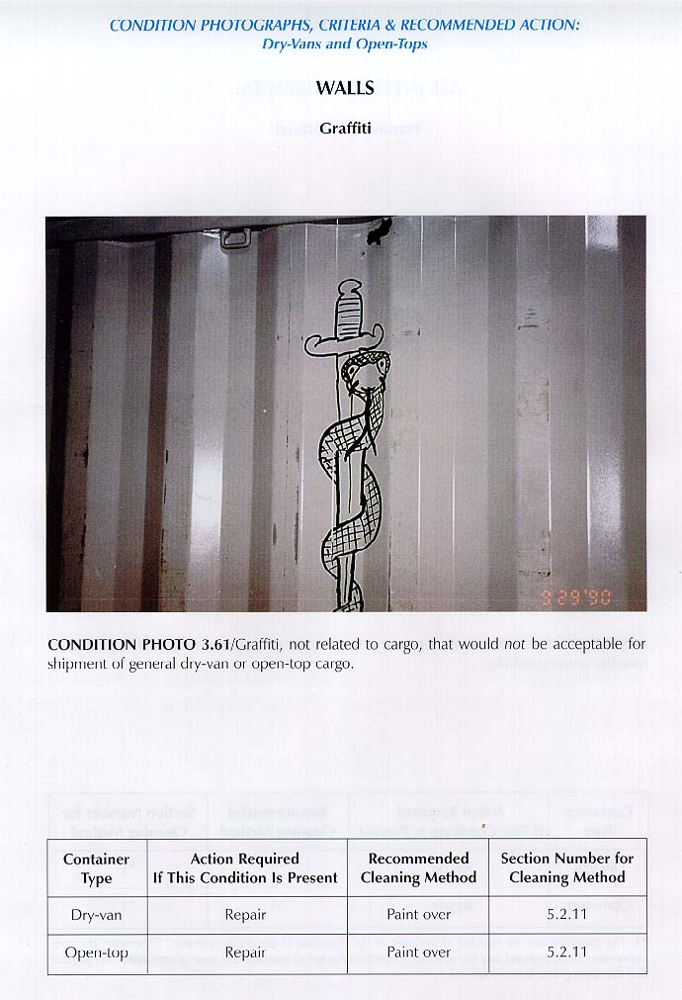 CONDITION PHOTOGRAPHS, CRITERIA & RECOMMENDED ACTION:
Dry-Vans and Open-Tops
WALLS
Graffiti
9 29 '90
CONDITION PHOTO 3.61/Graffiti, not related to cargo, that would not be acceptable for
shipment of general dry-van or open-top cargo.
Container Type | Action Required If This Condition Is Present | Recommended Cleaning Method | Section Number for Cleaning Method
Dry-van | Repair | Paint over | 5.2.11
Open-top | Repair | Paint over | 5.2.11